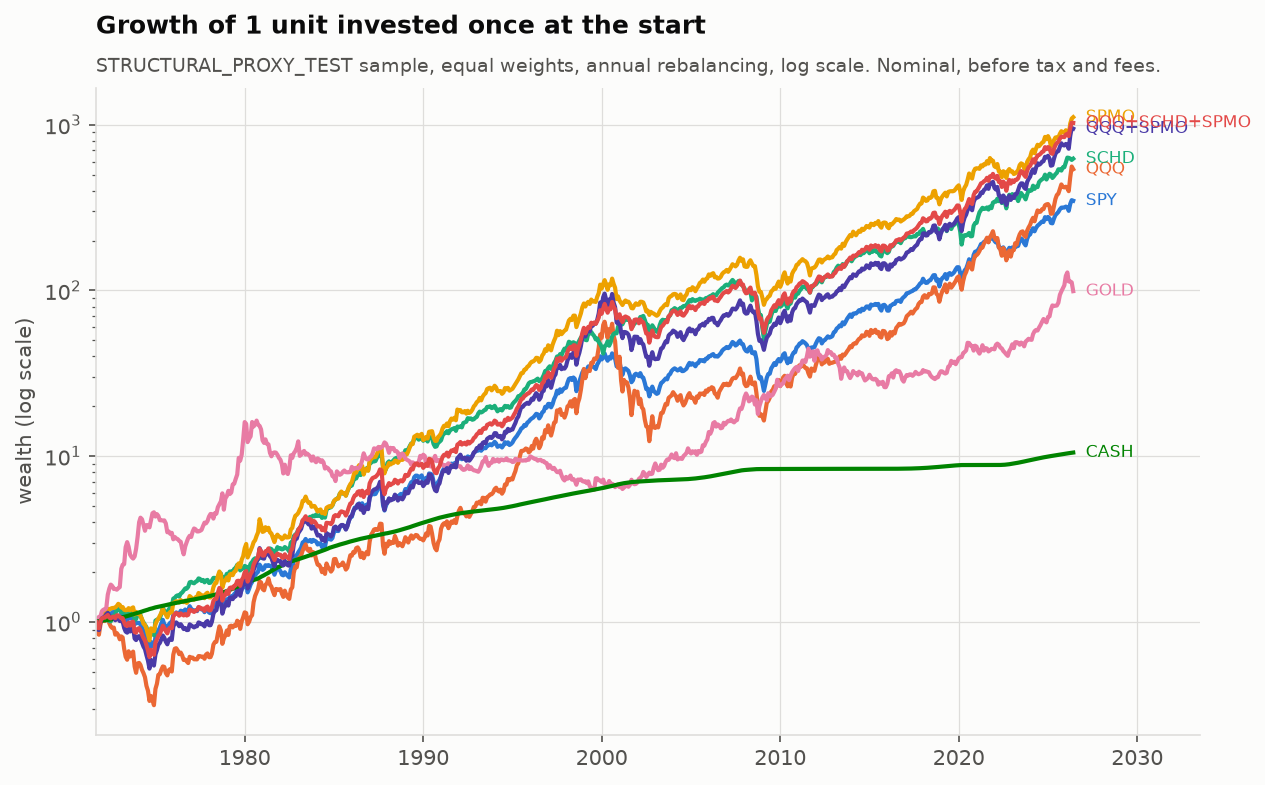 Growth of 1 unit invested once at the start
STRUCTURAL_PROXY_TEST sample, equal weights, annual rebalancing, log scale. Nominal, before tax and fees.
wealth (log scale)
10³
10²
10¹
10⁰
SPMO
QQQ+SCHD+SPMO
QQQ+SPMO
SCHD
QQQ
SPY
GOLD
CASH
1980
1990
2000
2010
2020
2030